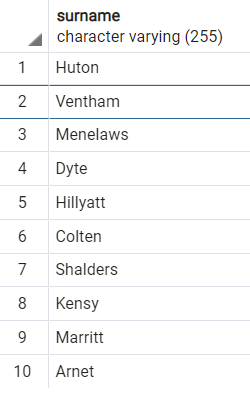 surname
character varying (255)
1 Huton
2 Ventham
3 Menelaws
4 Dyte
5 Hillyatt
6 Colten
7 Shalders
8 Kensy
9 Marritt
10 Arnet